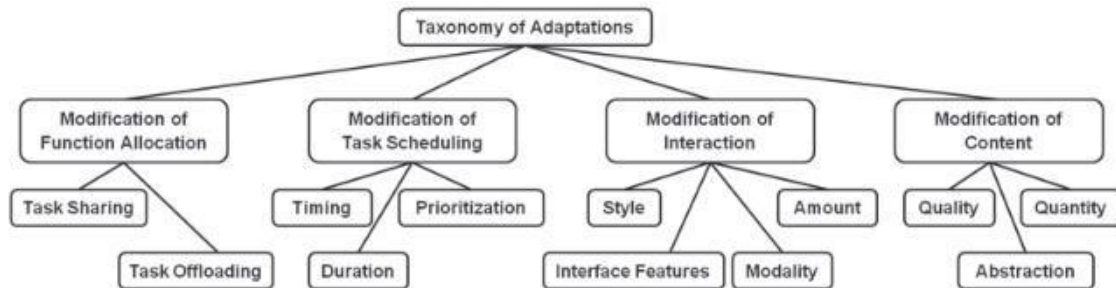 Taxonomy of Adaptations
Modification of
Function Allocation
Modification of
Task Scheduling
Modification of
Interaction
Modification of
Content
Task Sharing
Timing
Prioritization
Style
Amount
Quality
Quantity
Task Offloading
Duration
Interface Features
Modality
Abstraction